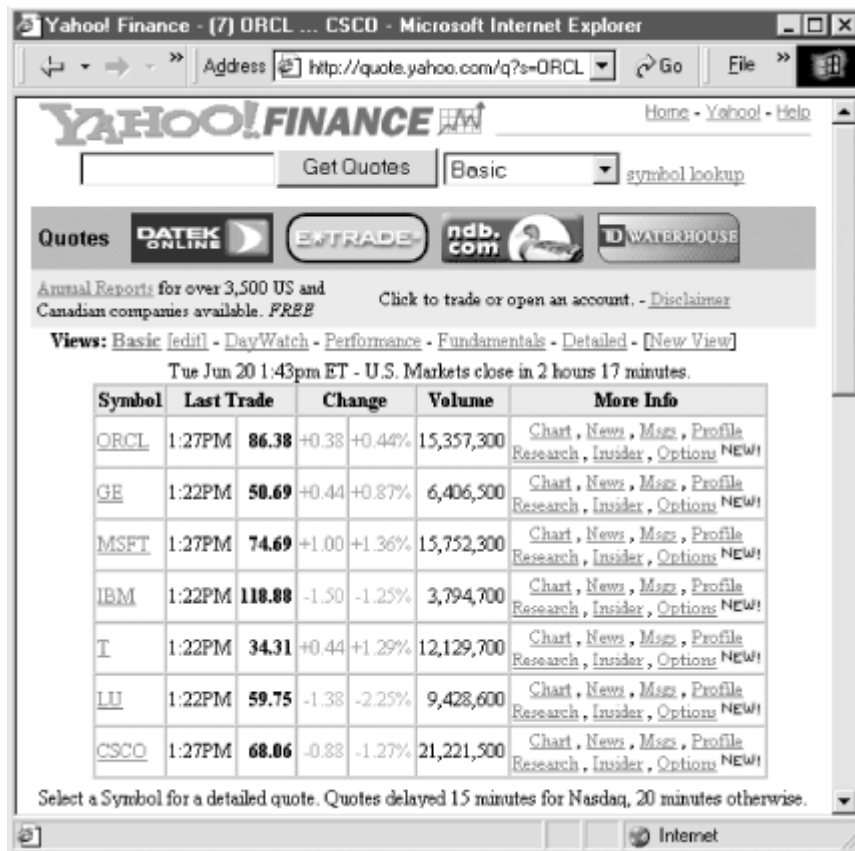 Yahoo! Finance - (7) ORCL ... CSCO - Microsoft Internet Explorer
» Address http://quote.yahoo.com/q?s=ORCL Go File »
YAHOO! FINANCE Home - Yahoo! - Help
Get Quotes Basic symbol lookup
Quotes DATEK ONLINE E*TRADE ndb.com TD WATERHOUSE
Annual Reports for over 3,500 US and
Canadian companies available. FREE
Click to trade or open an account. - Disclaimer
Views: Basic [edit] - DayWatch - Performance - Fundamentals - Detailed - [New View]
Tue Jun 20 1:43pm ET - U.S. Markets close in 2 hours 17 minutes.
Symbol Last Trade Change Volume More Info
ORCL 1:27PM 86.38 +0.38 +0.44% 15,357,300 Chart , News , Msgs , Profile
Research , Insider , Options NEW!
GE 1:22PM 50.69 +0.44 +0.87% 6,406,500 Chart , News , Msgs , Profile
Research , Insider , Options NEW!
MSFT 1:27PM 74.69 +1.00 +1.36% 15,752,300 Chart , News , Msgs , Profile
Research , Insider , Options NEW!
IBM 1:22PM 118.88 -1.50 -1.25% 3,794,700 Chart , News , Msgs , Profile
Research , Insider , Options NEW!
T 1:22PM 34.31 +0.44 +1.29% 12,129,700 Chart , News , Msgs , Profile
Research , Insider , Options NEW!
LU 1:22PM 59.75 -1.38 -2.25% 9,428,600 Chart , News , Msgs , Profile
Research , Insider , Options NEW!
CSCO 1:27PM 68.06 -0.88 -1.27% 21,221,500 Chart , News , Msgs , Profile
Research , Insider , Options NEW!
Select a Symbol for a detailed quote. Quotes delayed 15 minutes for Nasdaq, 20 minutes otherwise.
Internet